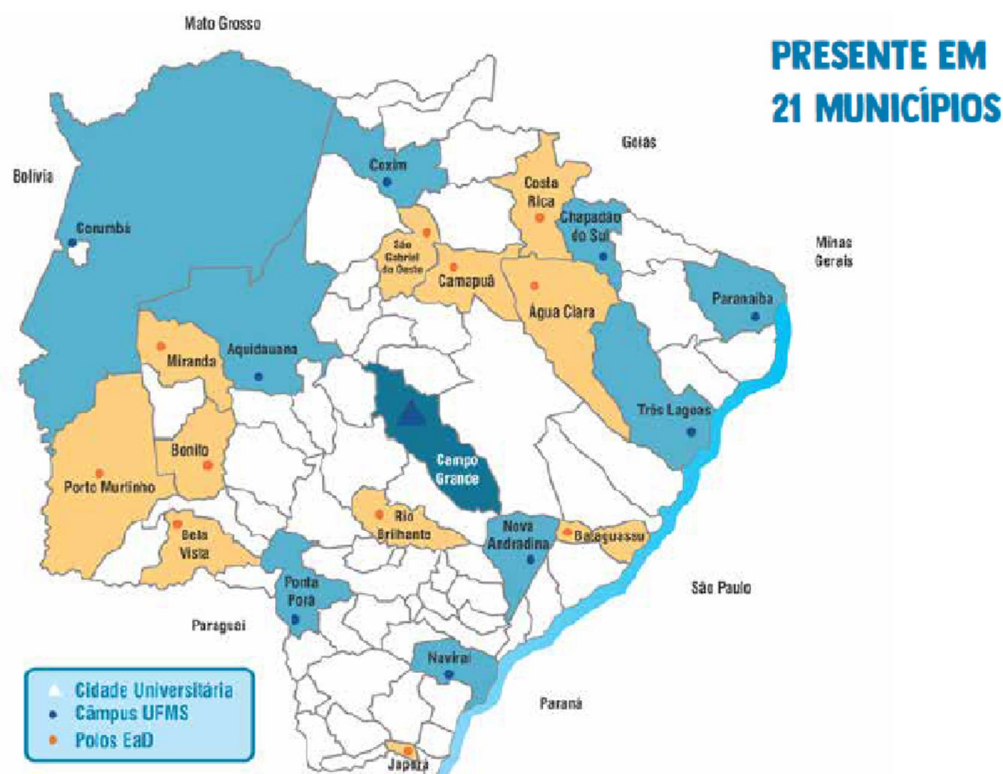 Mato Grosso
PRESENTE EM
21 MUNICÍPIOS
Goiás
Bolívia
Coxim
Costa
Rica
Chapadão
do Sul
Corumbá
São
Gabriel
do Oeste
Camapuã
Minas
Gerais
Água Clara
Paranaíba
Miranda
Aquidauana
Três Lagoas
Bonito
Campo
Grande
Porto Murtinho
Rio
Brilhante
Nova
Andradina
Bataguassu
Bela
Vista
Ponta
Porã
São Paulo
Paraguai
Naviraí
Paraná
Cidade Universitária
Câmpus UFMS
Polos EaD
Japorã